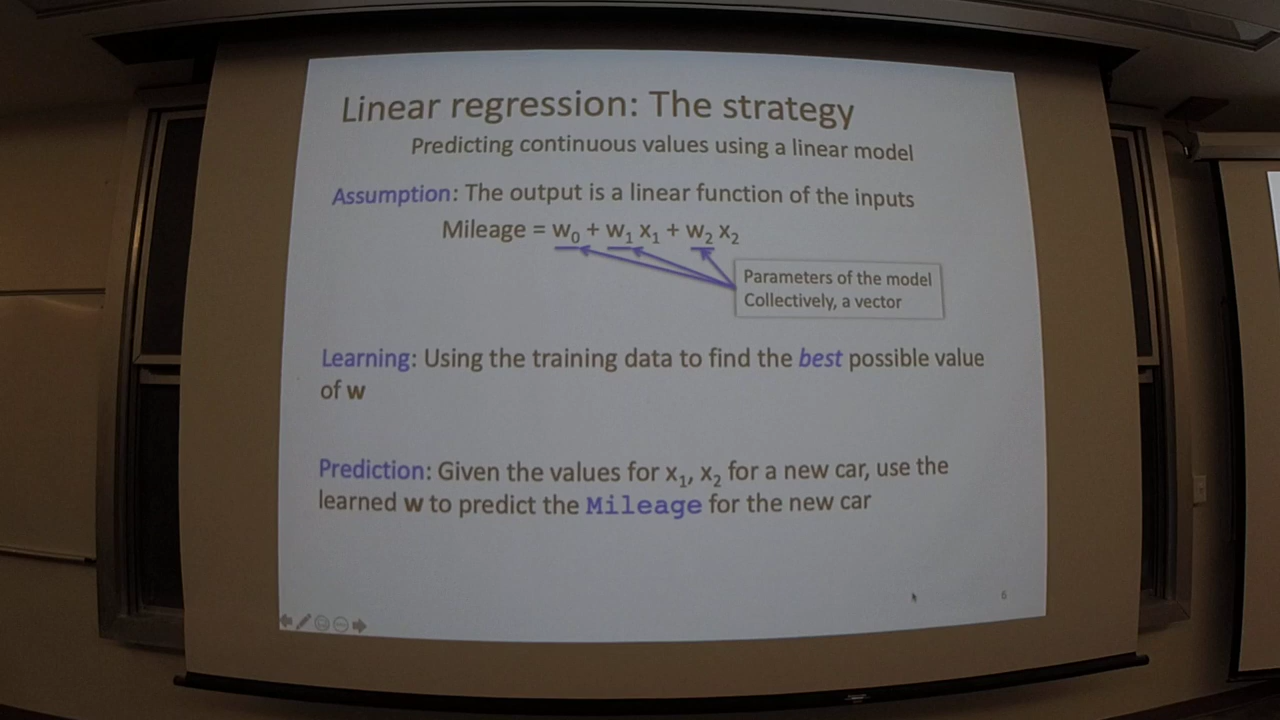 Linear regression: The strategy
Predicting continuous values using a linear model
Assumption: The output is a linear function of the inputs
Mileage = w₀ + w₁ x₁ + w₂ x₂
Parameters of the model
Collectively, a vector
Learning: Using the training data to find the best possible value
of w
Prediction: Given the values for x₁, x₂ for a new car, use the
learned w to predict the Mileage for the new car
6